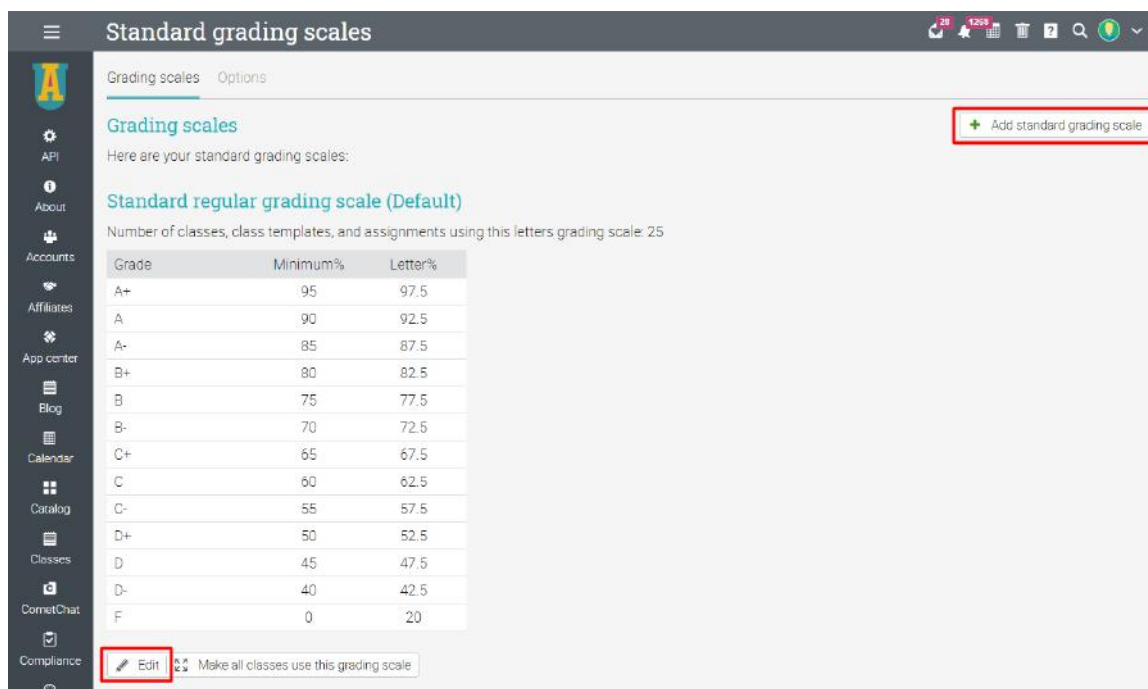 Standard grading scales
28
1268
Grading scales Options
Grading scales
+ Add standard grading scale
Here are your standard grading scales:
Standard regular grading scale (Default)
Number of classes, class templates, and assignments using this letters grading scale: 25
Grade Minimum% Letter%
A+ 95 97.5
A 90 92.5
A- 85 87.5
B+ 80 82.5
B 75 77.5
B- 70 72.5
C+ 65 67.5
C 60 62.5
C- 55 57.5
D+ 50 52.5
D 45 47.5
D- 40 42.5
F 0 20
Edit Make all classes use this grading scale
A
API
About
Accounts
Affiliates
App center
Blog
Calendar
Catalog
Classes
CometChat
Compliance